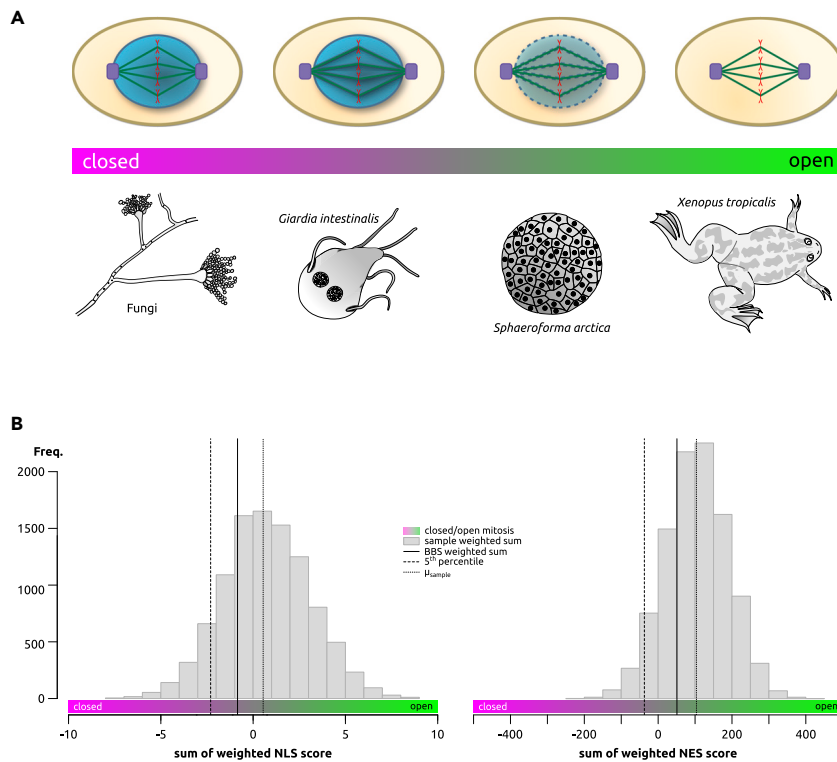 A
closed
open
Giardia intestinalis
Xenopus tropicalis
Fungi
Sphaeroforma arctica
B
Freq.
2000
1500
1000
500
0
closed
open
-10
-5
0
5
10
sum of weighted NLS score
closed/open mitosis
sample weighted sum
BBS weighted sum
5th percentile
μsample
closed
open
-400
-200
0
200
400
sum of weighted NES score